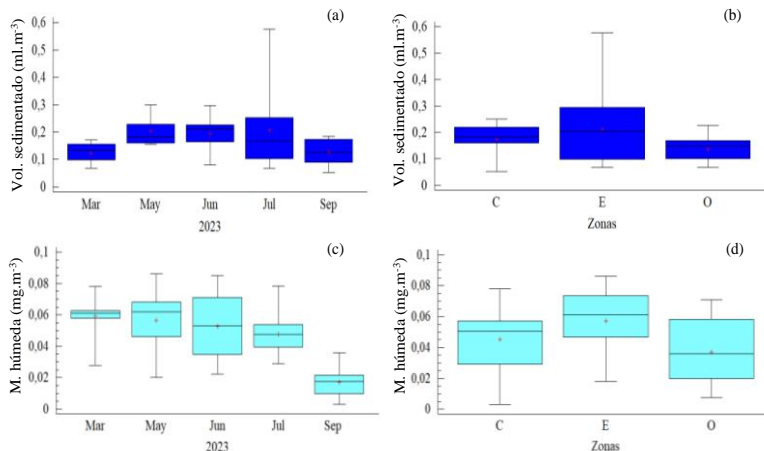 (a)
Vol. sedimentado (ml.m-3)
0,6
0,5
0,4
0,3
0,2
0,1
0
Mar May Jun Jul Sep
2023
(b)
Vol. sedimentado (ml.m-3)
0,6
0,5
0,4
0,3
0,2
0,1
0
C E O
Zonas
(c)
M. húmeda (mg.m-3)
0,1
0,08
0,06
0,04
0,02
0
Mar May Jun Jul Sep
2023
(d)
M. húmeda (mg.m-3)
0,1
0,08
0,06
0,04
0,02
0
C E O
Zonas